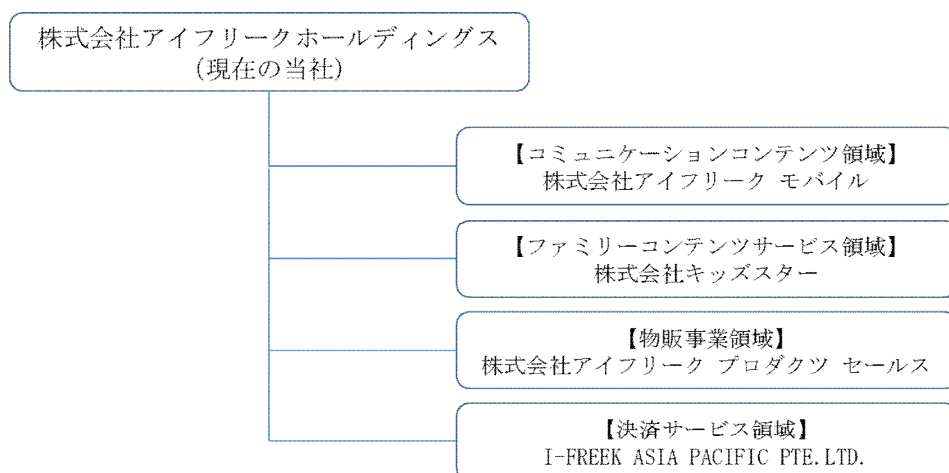 株式会社アイフリークホールディングス
(現在の当社)
【コミュニケーションコンテンツ領域】
株式会社アイフリーク モバイル
【ファミリーコンテンツサービス領域】
株式会社キッズスター
【物販事業領域】
株式会社アイフリーク プロダクツ セールス
【決済サービス領域】
I-FREEK ASIA PACIFIC PTE.LTD.